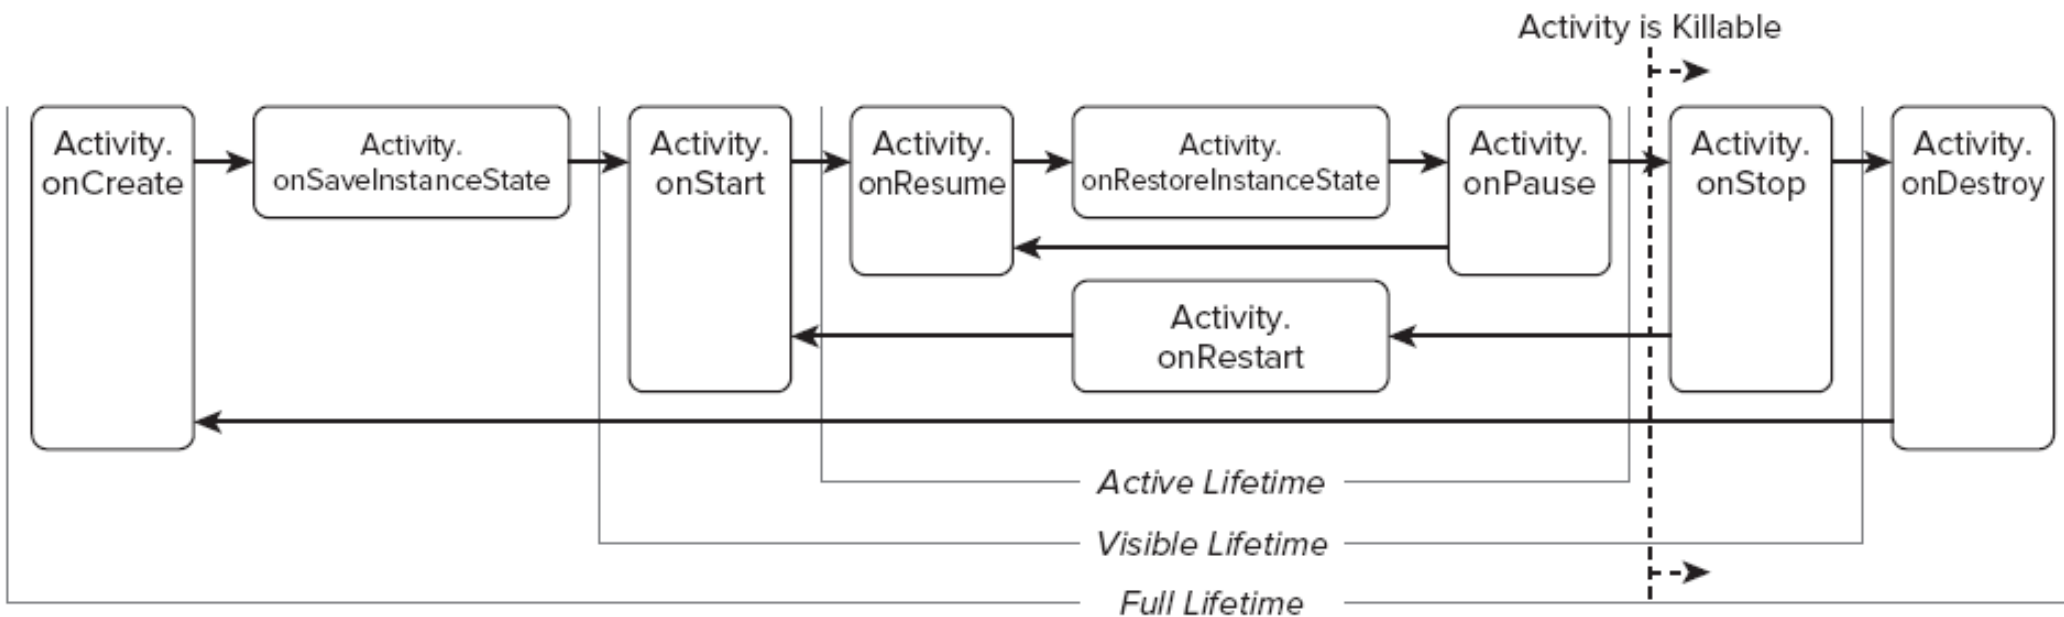 Activity is Killable
Activity.
onCreate
Activity.
onSaveInstanceState
Activity.
onStart
Activity.
onResume
Activity.
onRestoreInstanceState
Activity.
onPause
Activity.
onStop
Activity.
onDestroy
Activity.
onRestart
Active Lifetime
Visible Lifetime
Full Lifetime